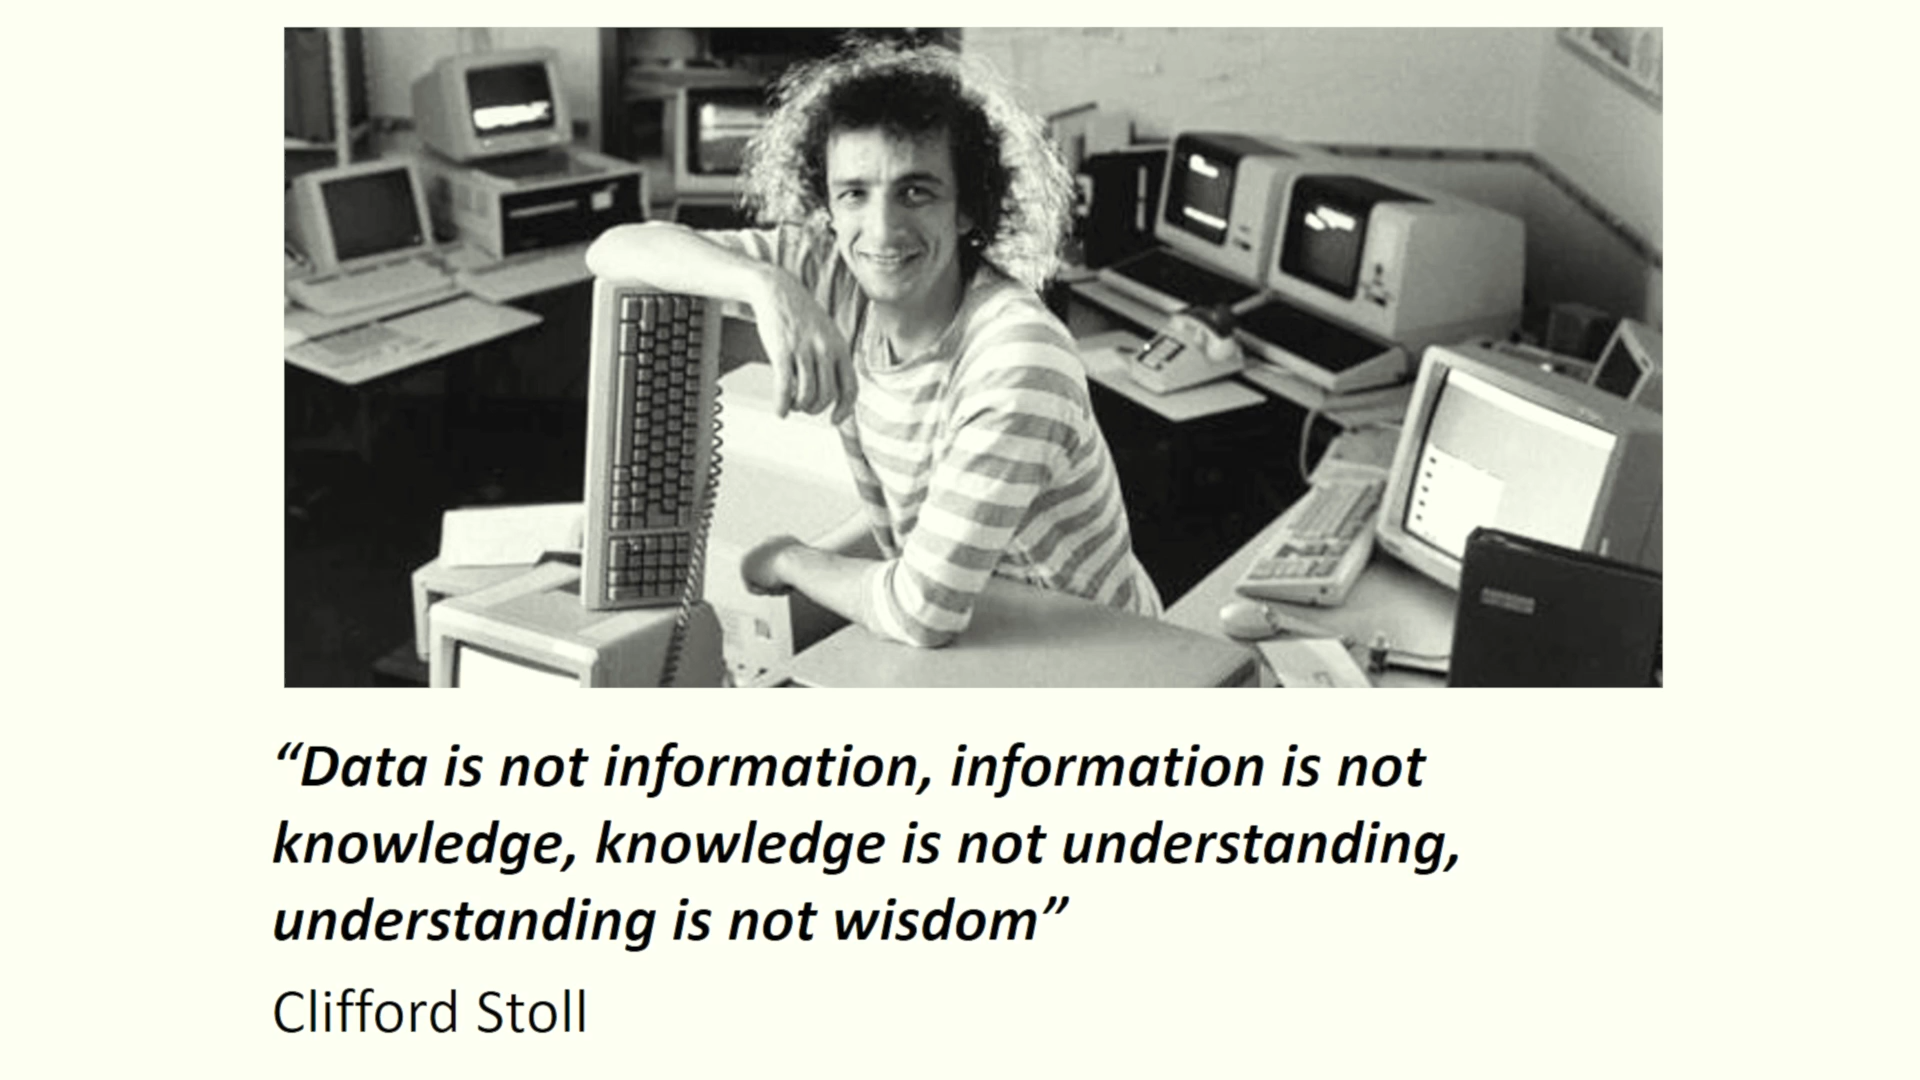 “Data is not information, information is not
knowledge, knowledge is not understanding,
understanding is not wisdom”
Clifford Stoll